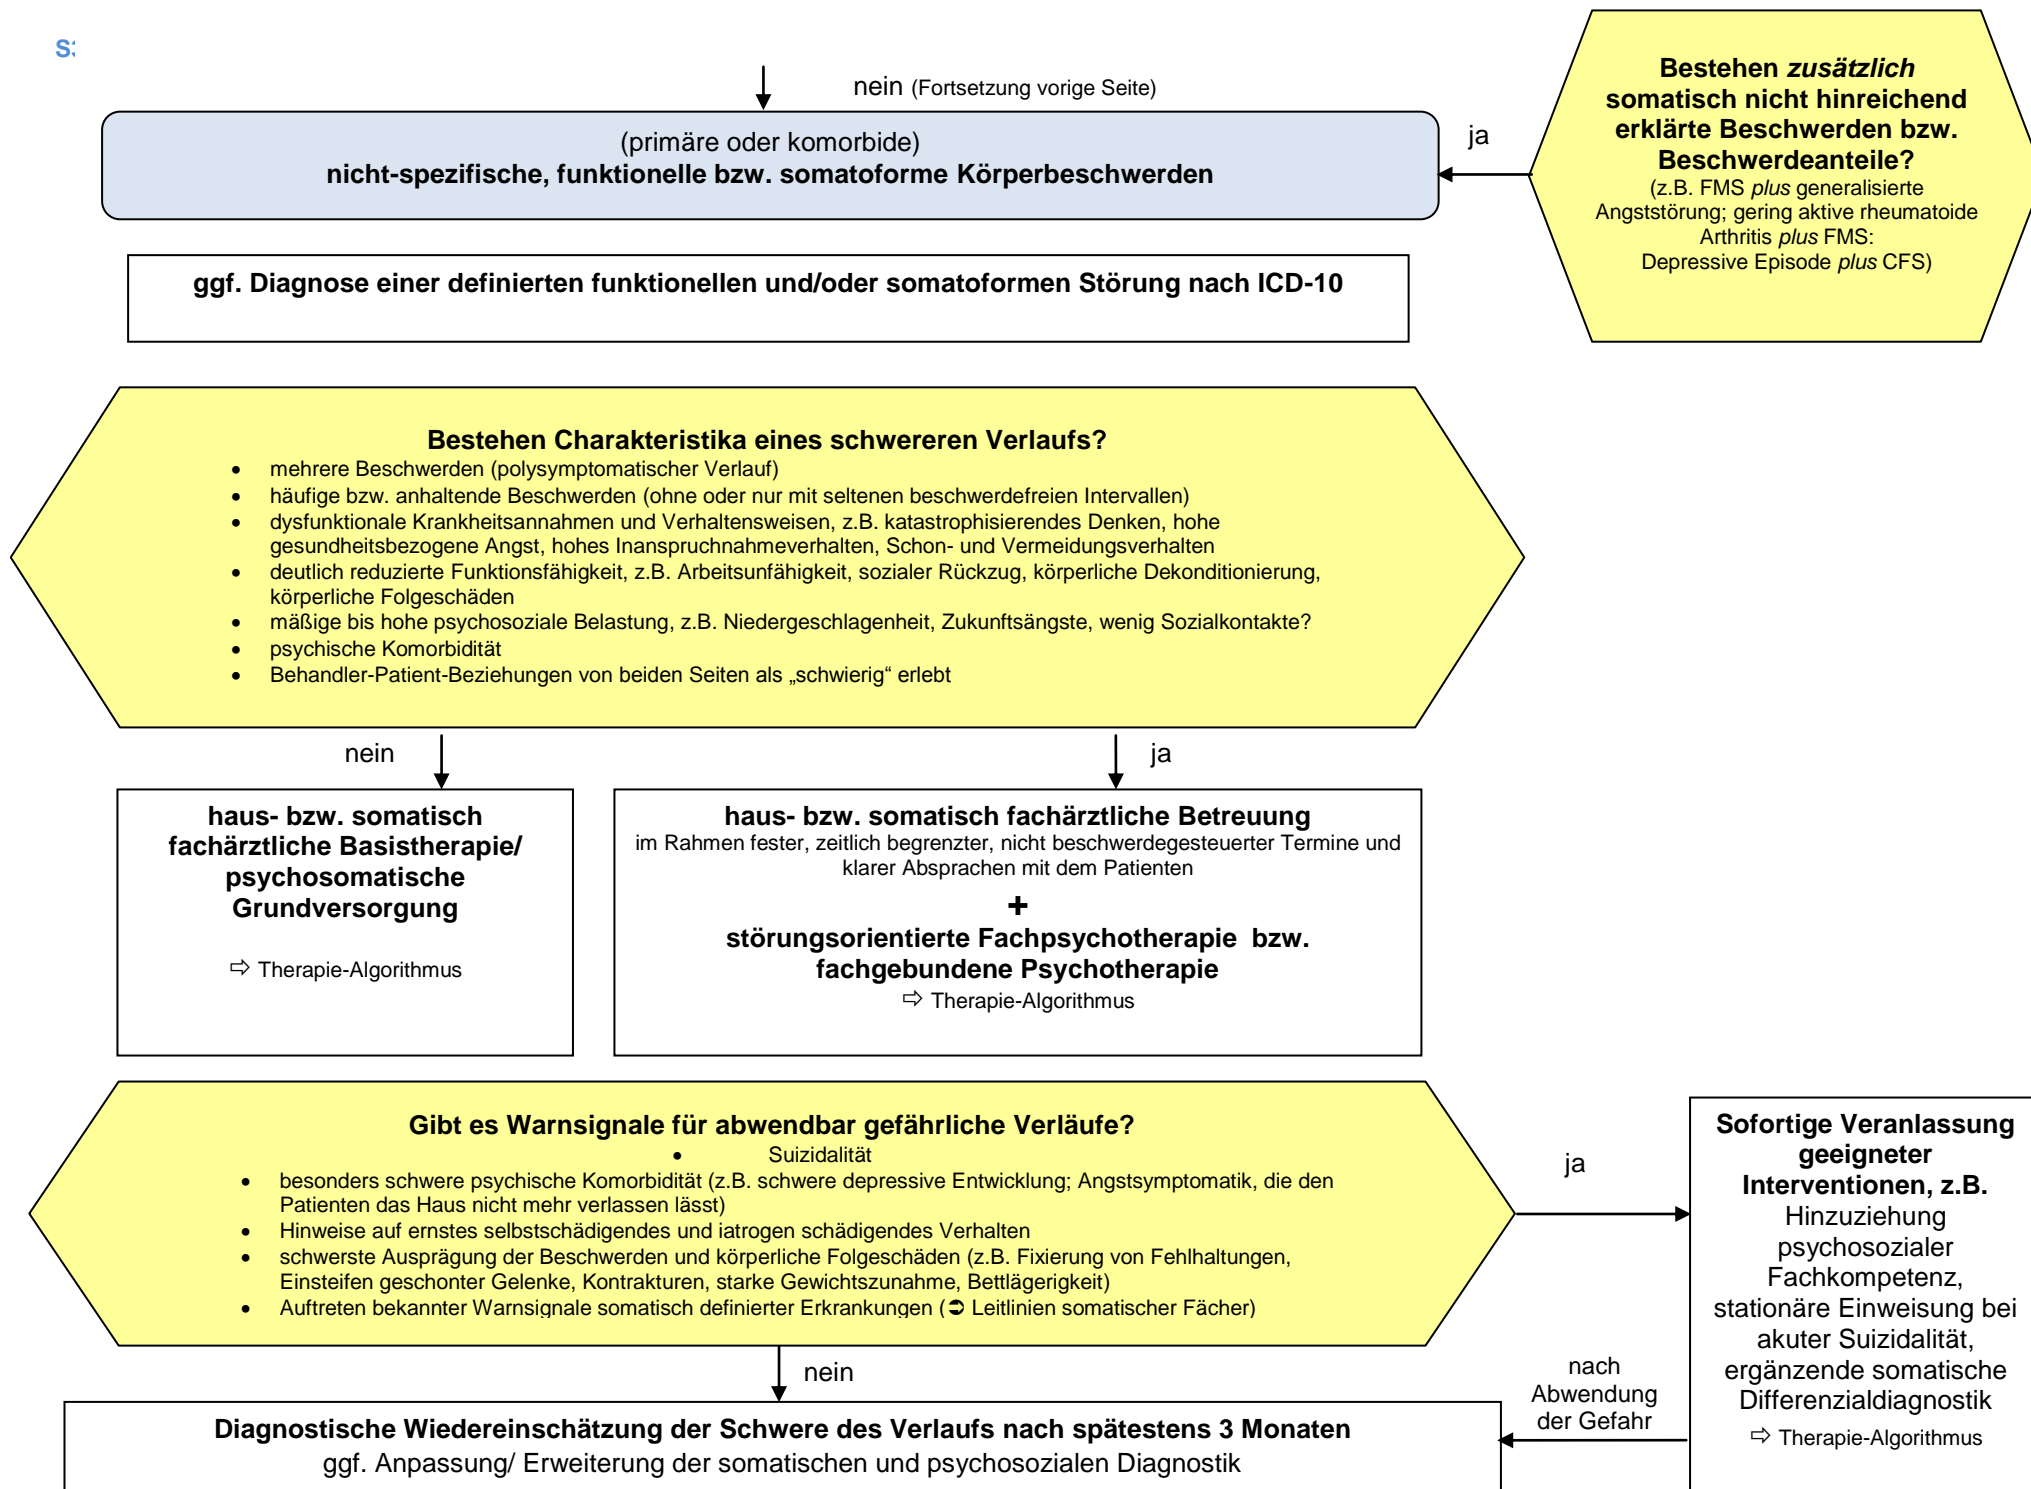 S3
nein (Fortsetzung vorige Seite)
(primäre oder komorbide)
nicht-spezifische, funktionelle bzw. somatoforme Körperbeschwerden
ja
Bestehen zusätzlich
somatisch nicht hinreichend
erklärte Beschwerden bzw.
Beschwerdeanteile?
(z.B. FMS plus generalisierte
Angststörung; gering aktive rheumatoide
Arthritis plus FMS:
Depressive Episode plus CFS)
ggf. Diagnose einer definierten funktionellen und/oder somatoformen Störung nach ICD-10
Bestehen Charakteristika eines schwereren Verlaufs?
• mehrere Beschwerden (polysymptomatischer Verlauf)
• häufige bzw. anhaltende Beschwerden (ohne oder nur mit seltenen beschwerdefreien Intervallen)
• dysfunktionale Krankheitsannahmen und Verhaltensweisen, z.B. katastrophisierendes Denken, hohe
gesundheitsbezogene Angst, hohes Inanspruchnahmeverhalten, Schon- und Vermeidungsverhalten
• deutlich reduzierte Funktionsfähigkeit, z.B. Arbeitsunfähigkeit, sozialer Rückzug, körperliche Dekonditionierung,
körperliche Folgeschäden
• mäßige bis hohe psychosoziale Belastung, z.B. Niedergeschlagenheit, Zukunftsängste, wenig Sozialkontakte?
• psychische Komorbidität
• Behandler-Patient-Beziehungen von beiden Seiten als „schwierig“ erlebt
nein
ja
haus- bzw. somatisch
fachärztliche Basistherapie/
psychosomatische
Grundversorgung
⇨ Therapie-Algorithmus
haus- bzw. somatisch fachärztliche Betreuung
im Rahmen fester, zeitlich begrenzter, nicht beschwerdegesteuerter Termine und
klarer Absprachen mit dem Patienten
+
störungsorientierte Fachpsychotherapie bzw.
fachgebundene Psychotherapie
⇨ Therapie-Algorithmus
Gibt es Warnsignale für abwendbar gefährliche Verläufe?
• Suizidalität
• besonders schwere psychische Komorbidität (z.B. schwere depressive Entwicklung; Angstsymptomatik, die den
Patienten das Haus nicht mehr verlassen lässt)
• Hinweise auf ernstes selbstschädigendes und iatrogen schädigendes Verhalten
• schwerste Ausprägung der Beschwerden und körperliche Folgeschäden (z.B. Fixierung von Fehlhaltungen,
Einsteifen geschonter Gelenke, Kontrakturen, starke Gewichtszunahme, Bettlägerigkeit)
• Auftreten bekannter Warnsignale somatisch definierter Erkrankungen (➲ Leitlinien somatischer Fächer)
ja
Sofortige Veranlassung
geeigneter
Interventionen, z.B.
Hinzuziehung
psychosozialer
Fachkompetenz,
stationäre Einweisung bei
akuter Suizidalität,
ergänzende somatische
Differenzialdiagnostik
⇨ Therapie-Algorithmus
nein
nach
Abwendung
der Gefahr
Diagnostische Wiedereinschätzung der Schwere des Verlaufs nach spätestens 3 Monaten
ggf. Anpassung/ Erweiterung der somatischen und psychosozialen Diagnostik